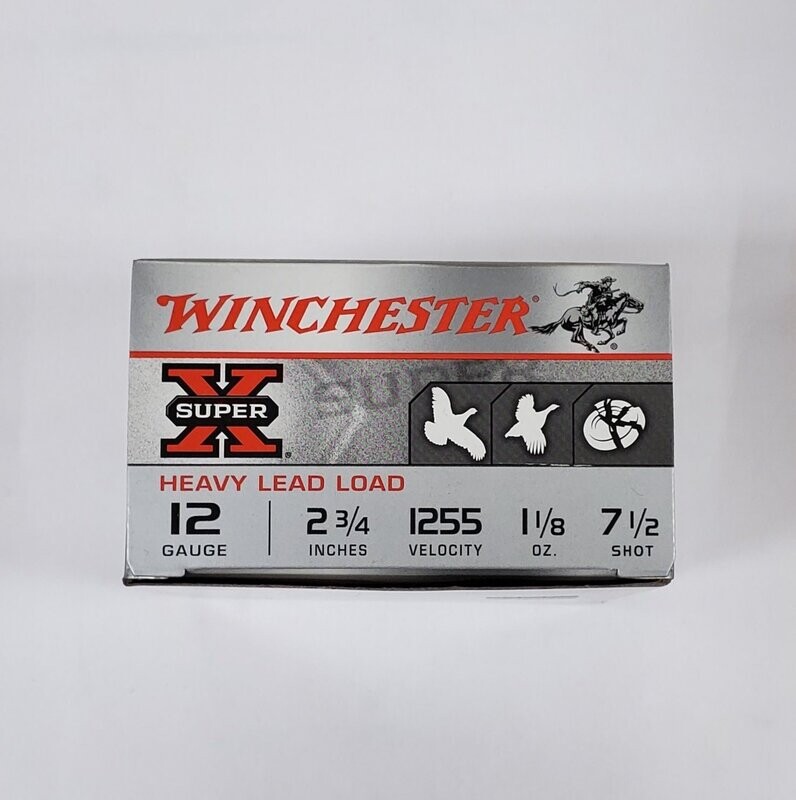 WINCHESTER®
SUPER
X
SUPER
®
HEAVY LEAD LOAD
12 2 3/4 1255 1 1/8 7 1/2
GAUGE INCHES VELOCITY OZ. SHOT